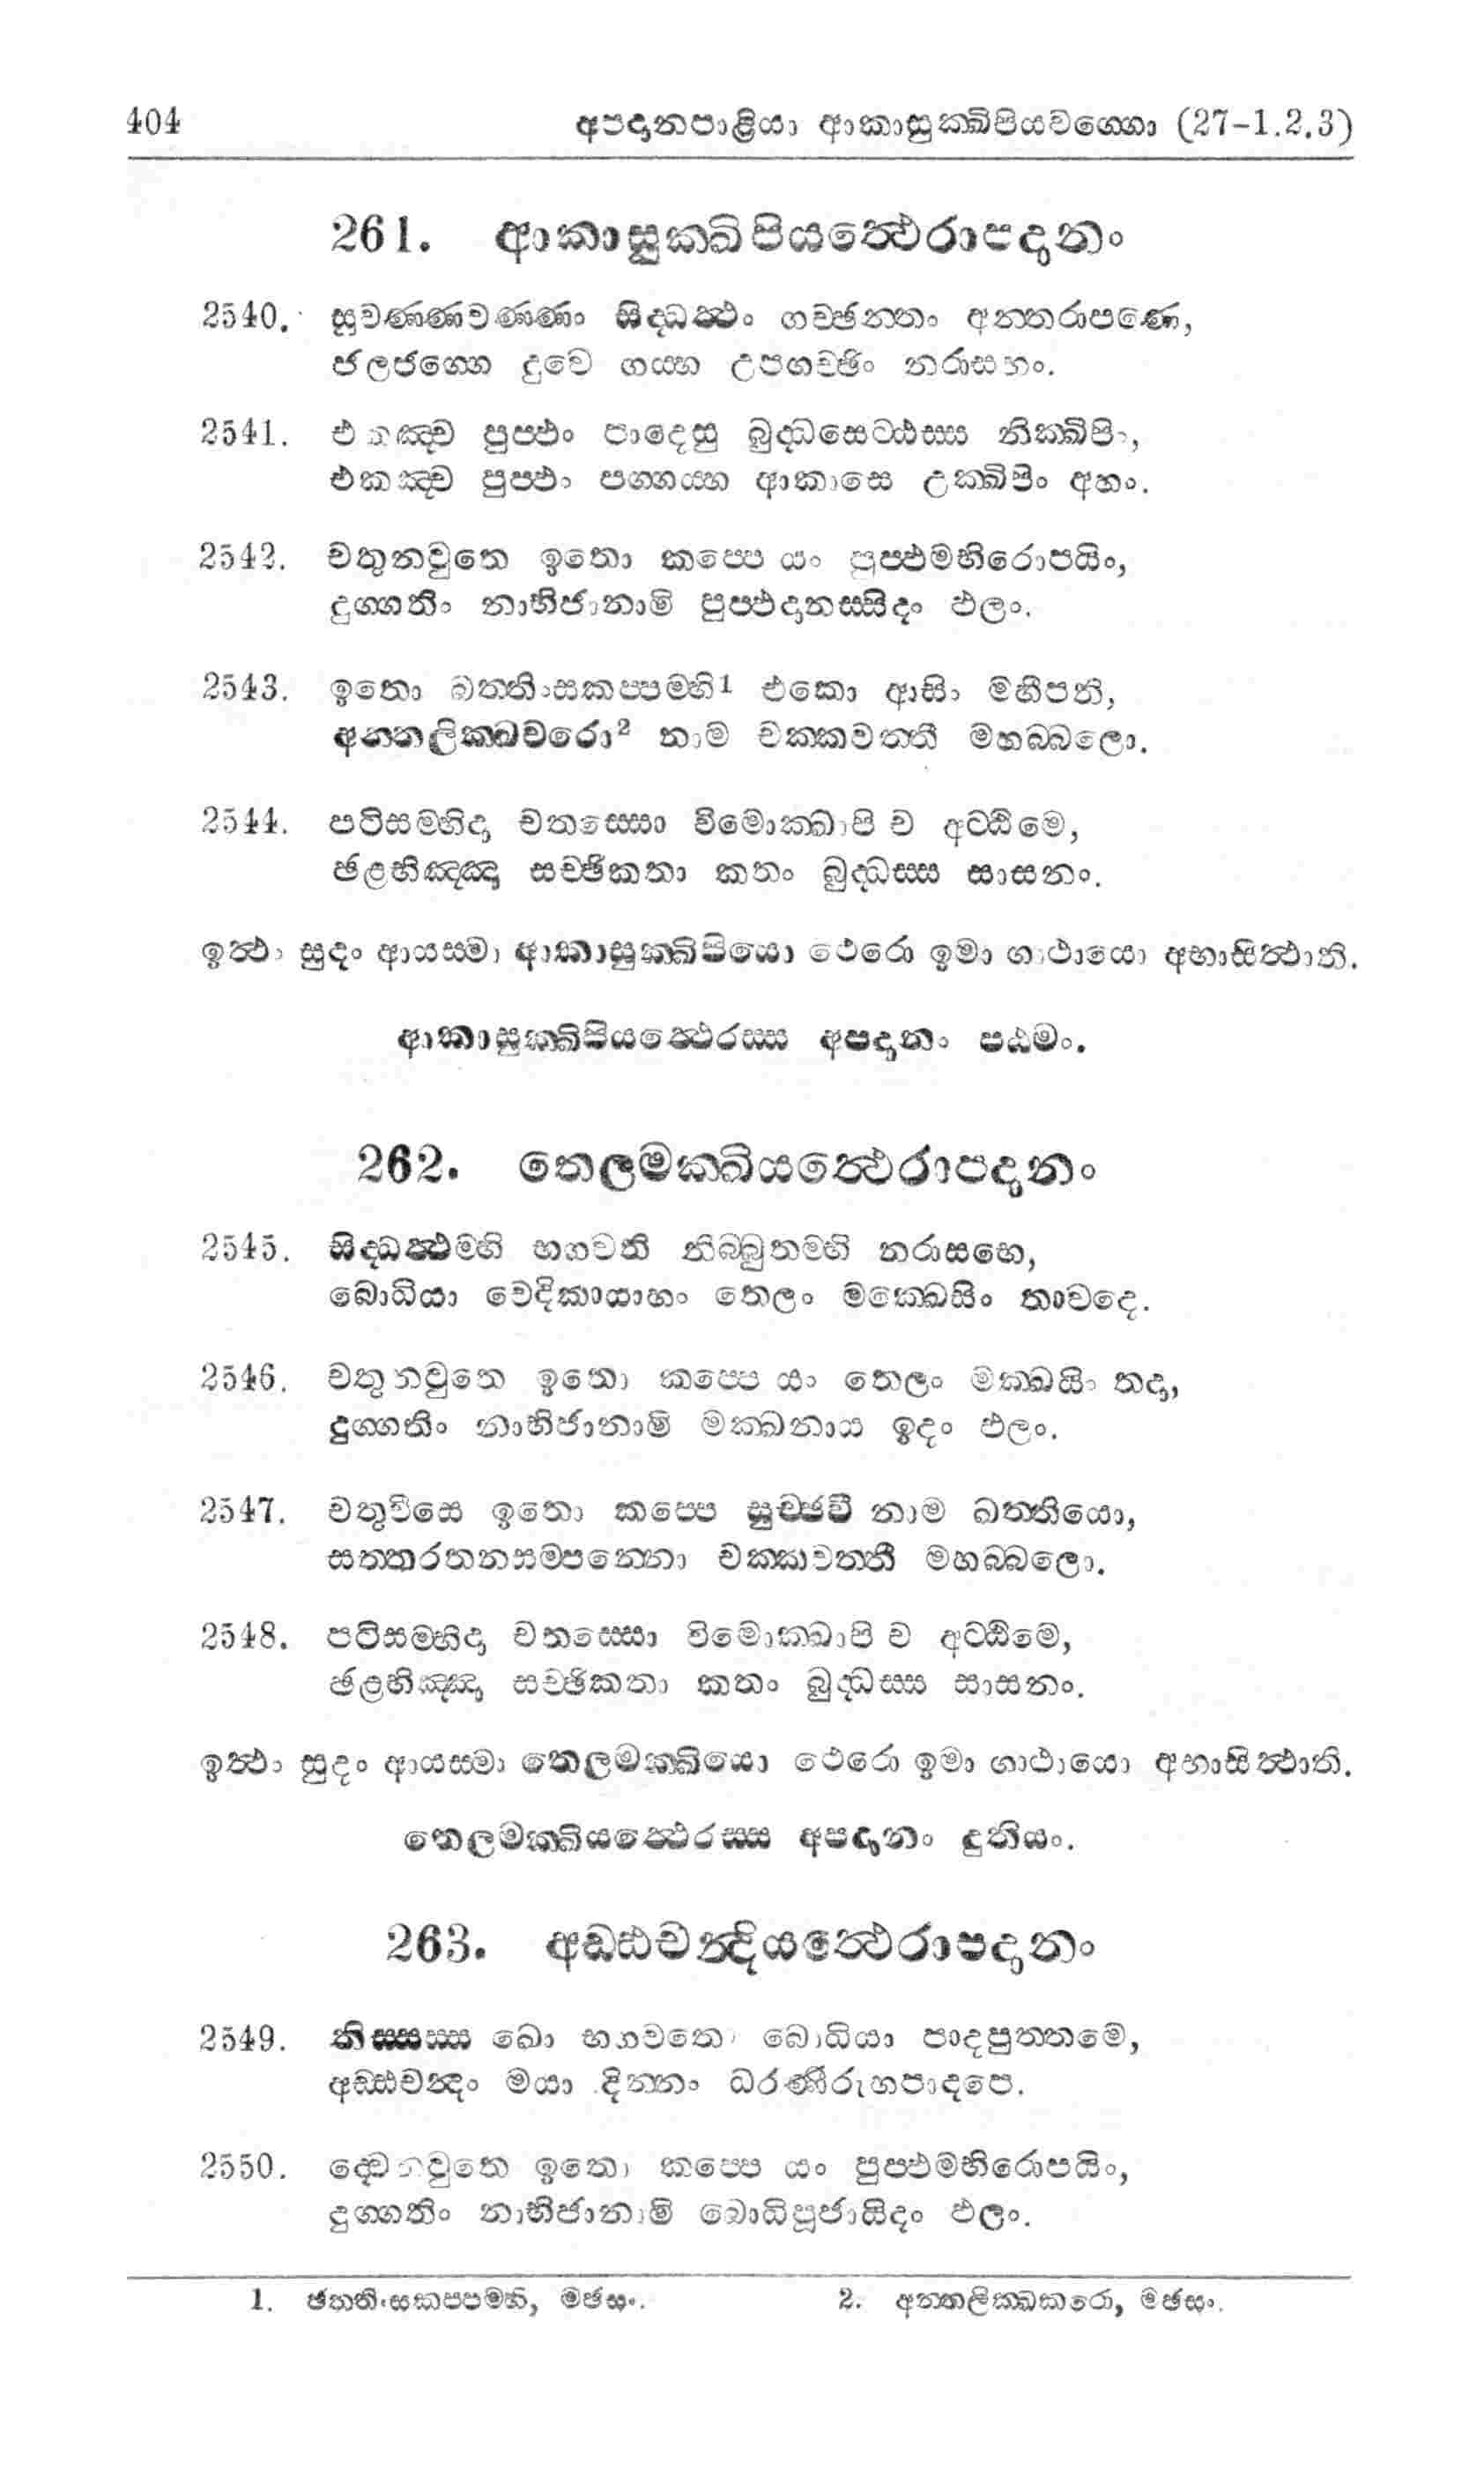 404 අපදානපාළියා ආකාසුක්ඛිපියවග්ගො (27-1.2.3)
261. ආකාසුක්ඛිපියත්ථෙරාපදානං
2540. සුවණ්ණවණ්ණං සිද්ධත්ථං ගච්ඡන්තං අන්තරාපණෙ,
ජලජග්ගෙ දුවෙ ගය්හ උපගච්ඡිං නරාසභං.
2541. එකඤ්ච පුප්ඵං පාදෙසු බුද්ධසෙට්ඨස්ස නික්ඛිපිං,
එකඤ්ච පුප්ඵං පග්ගය්හ ආකාසෙ උක්ඛිපිං අහං.
2542. චතුනවුතෙ ඉතො කප්පෙ යං පුප්ඵමභිරොපයිං,
දුග්ගතිං නාභිජානාමි පුප්ඵදානස්සිදං ඵලං.
2543. ඉතො බත්තිංසකප්පම්හි1 එකො ආසිං මහීපති,
අන්තලික්ඛචරො2 නාම චක්කවත්තී මහබ්බලො.
2544. පටිසම්භිදා චතස්සො විමොක්ඛාපි ච අට්ඨිමෙ,
ඡළභිඤ්ඤා සච්ඡිකතා කතං බුද්ධස්ස සාසනං.
ඉත්ථං සුදං ආයස්මා ආකාසුක්ඛිපියො ථෙරො ඉමා ගාථායො අභාසිත්ථාති.
ආකාසුක්ඛිපියත්ථෙරස්ස අපදානං පඨමං.
262. තෙලමක්ඛියත්ථෙරාපදානං
2545. සිද්ධත්ථම්හි භගවති නිබ්බුතම්හි නරාසභෙ,
බොධියා වෙදිකායාහං තෙලං මක්ඛෙසිං තාවදෙ.
2546. චතුනවුතෙ ඉතො කප්පෙ යං තෙලං මක්ඛයිං තදා,
දුග්ගතිං නාභිජානාමි මක්ඛනාය ඉදං ඵලං.
2547. චතුවීසෙ ඉතො කප්පෙ සුච්ඡවී නාම ඛත්තියො,
සත්තරතනසම්පන්නො චක්කවත්තී මහබ්බලො.
2548. පටිසම්භිදා චතස්සො විමොක්ඛාපි ච අට්ඨිමෙ,
ඡළභිඤ්ඤා සච්ඡිකතා කතං බුද්ධස්ස සාසනං.
ඉත්ථං සුදං ආයස්මා තෙලමක්ඛියො ථෙරො ඉමා ගාථායො අභාසිත්ථාති.
තෙලමක්ඛියත්ථෙරස්ස අපදානං දුතියං.
263. අඩ්ඪචන්දියත්ථෙරාපදානං
2549. තිස්සස්ස ඛො භගවතො බොධියා පාදපුත්තමෙ,
අඩ්ඪචන්දං මයා දින්නං ධරණීරුහපාදපෙ.
2550. ද්වෙනවුතෙ ඉතො කප්පෙ යං පුප්ඵමභිරොපයිං,
දුග්ගතිං නාභිජානාමි බොධිපූජායිදං ඵලං.
1. ඡත්තිංසකප්පම්හි, මඡසං. 2. අන්තලික්ඛකරො, මඡසං.